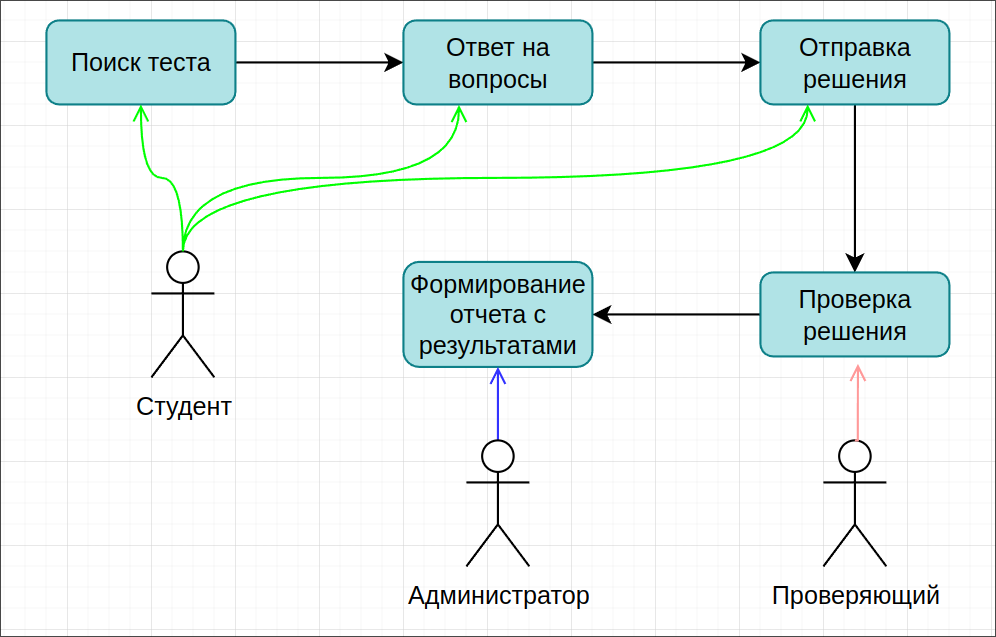 Поиск теста
Ответ на
вопросы
Отправка
решения
Студент
Формирование
отчета с
результатами
Проверка
решения
Администратор
Проверяющий